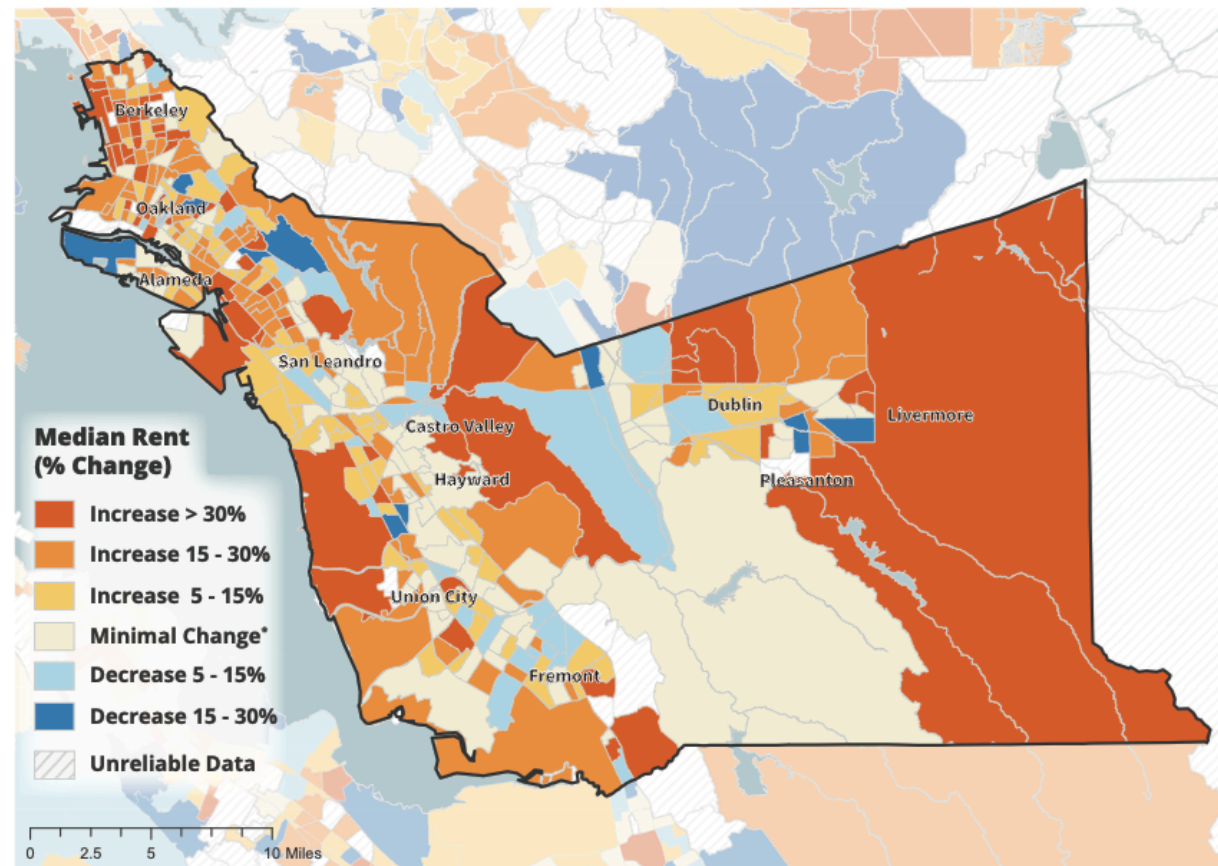 Berkeley
Oakland
Alameda
San Leandro
Castro Valley
Dublin
Livermore
Hayward
Pleasanton
Union City
Fremont
Median Rent
(% Change)
Increase > 30%
Increase 15 - 30%
Increase 5 - 15%
Minimal Change*
Decrease 5 - 15%
Decrease 15 - 30%
Unreliable Data
0 2.5 5 10 Miles